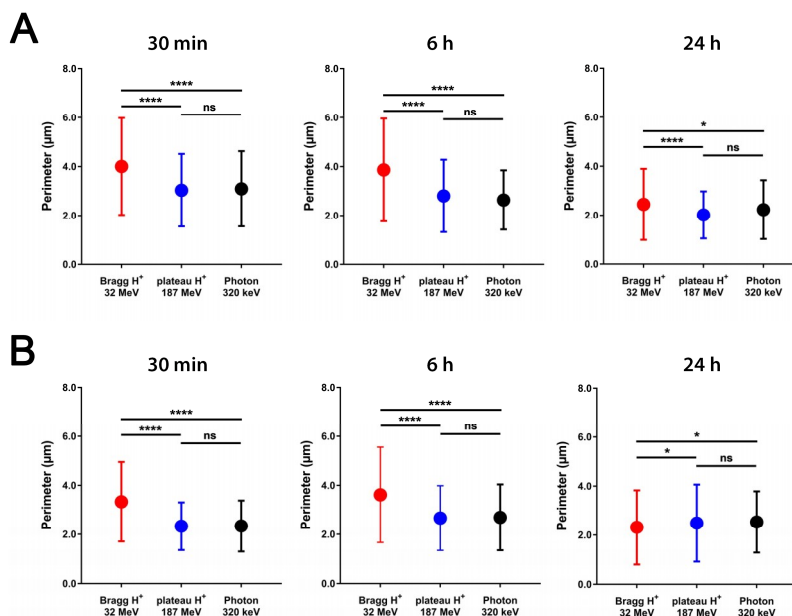 A
30 min
6 h
24 h
8.0
6.0
4.0
2.0
0.0
Perimeter (μm)
****
****
ns
Bragg H⁺
32 MeV
plateau H⁺
187 MeV
Photon
320 keV
8.0
6.0
4.0
2.0
0.0
Perimeter (μm)
****
****
ns
Bragg H⁺
32 MeV
plateau H⁺
187 MeV
Photon
320 keV
8.0
6.0
4.0
2.0
0.0
Perimeter (μm)
*
****
ns
Bragg H⁺
32 MeV
plateau H⁺
187 MeV
Photon
320 keV
B
30 min
6 h
24 h
8.0
6.0
4.0
2.0
0.0
Perimeter (μm)
****
****
ns
Bragg H⁺
32 MeV
plateau H⁺
187 MeV
Photon
320 keV
8.0
6.0
4.0
2.0
0.0
Perimeter (μm)
****
****
ns
Bragg H⁺
32 MeV
plateau H⁺
187 MeV
Photon
320 keV
8.0
6.0
4.0
2.0
0.0
Perimeter (μm)
*
*
ns
Bragg H⁺
32 MeV
plateau H⁺
187 MeV
Photon
320 keV